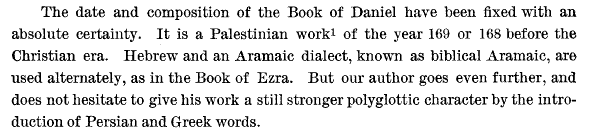 The date and composition of the Book of Daniel have been fixed with an
absolute certainty. It is a Palestinian work¹ of the year 169 or 168 before the
Christian era. Hebrew and an Aramaic dialect, known as biblical Aramaic, are
used alternately, as in the Book of Ezra. But our author goes even further, and
does not hesitate to give his work a still stronger polyglottic character by the intro-
duction of Persian and Greek words.